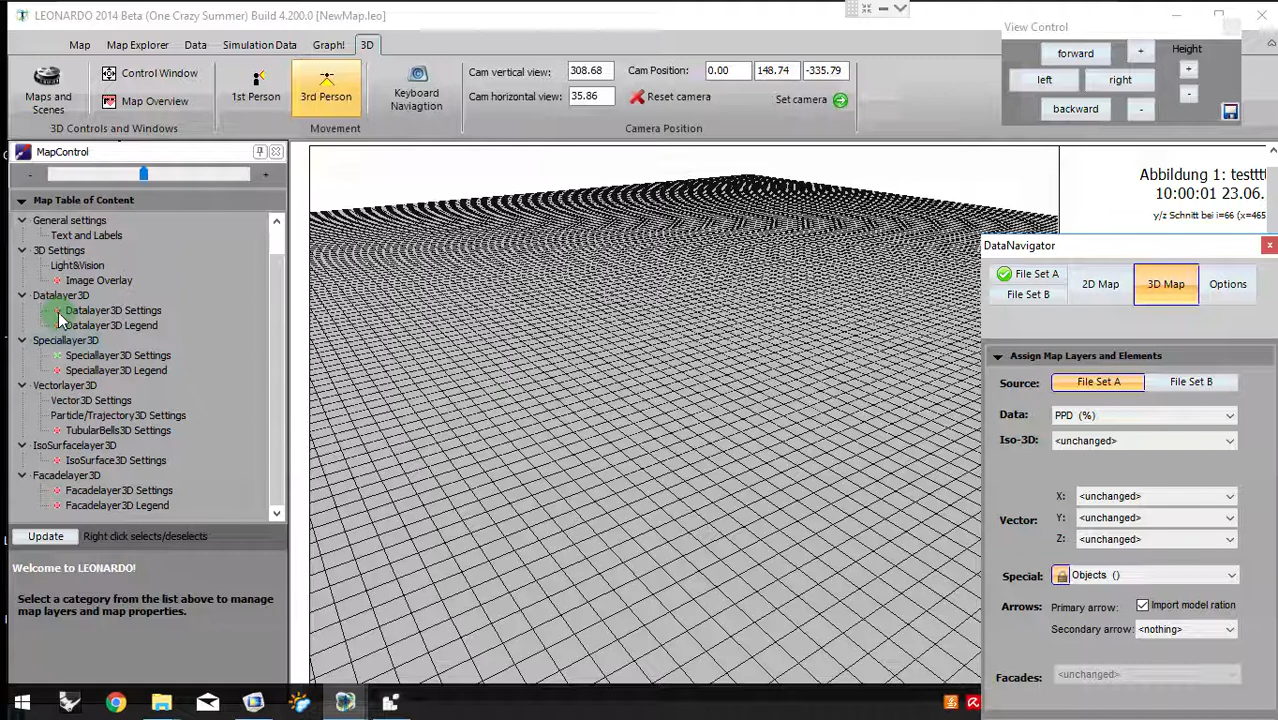 LEONARDO 2014 Beta (One Crazy Summer) Build 4.200.0 [NewMap.leo]
Map Map Explorer Data Simulation Data Graph! 3D
Maps and Scenes
Control Window
Map Overview
3D Controls and Windows
1st Person
3rd Person
Movement
Keyboard Naviagtion
Cam vertical view: 308.68
Cam horizontal view: 35.86
Cam Position: 0.00 148.74 -335.79
Reset camera
Set camera
Camera Position
View Control
forward
left right
backward
+
-
Height
+
-
MapControl
- +
Map Table of Content
General settings
Text and Labels
3D Settings
Light&Vision
Image Overlay
Datalayer3D
Datalayer3D Settings
Datalayer3D Legend
Speciallayer3D
Speciallayer3D Settings
Speciallayer3D Legend
Vectorlayer3D
Vector3D Settings
Particle/Trajectory3D Settings
TubularBells3D Settings
IsoSurfacelayer3D
IsoSurface3D Settings
Facadelayer3D
Facadelayer3D Settings
Facadelayer3D Legend
Update Right click selects/deselects
Welcome to LEONARDO!
Select a category from the list above to manage
map layers and map properties.
Abbildung 1: testttt
10:00:01 23.06.
y/z Schnitt bei i=66 (x=465
DataNavigator
File Set A
File Set B
2D Map
3D Map
Options
Assign Map Layers and Elements
Source: File Set A File Set B
Data: PPD (%)
Iso-3D: <unchanged>
X: <unchanged>
Vector: Y: <unchanged>
Z: <unchanged>
Special: Objects ()
Arrows: Primary arrow: Import model ration
Secondary arrow: <nothing>
Facades: <unchanged>